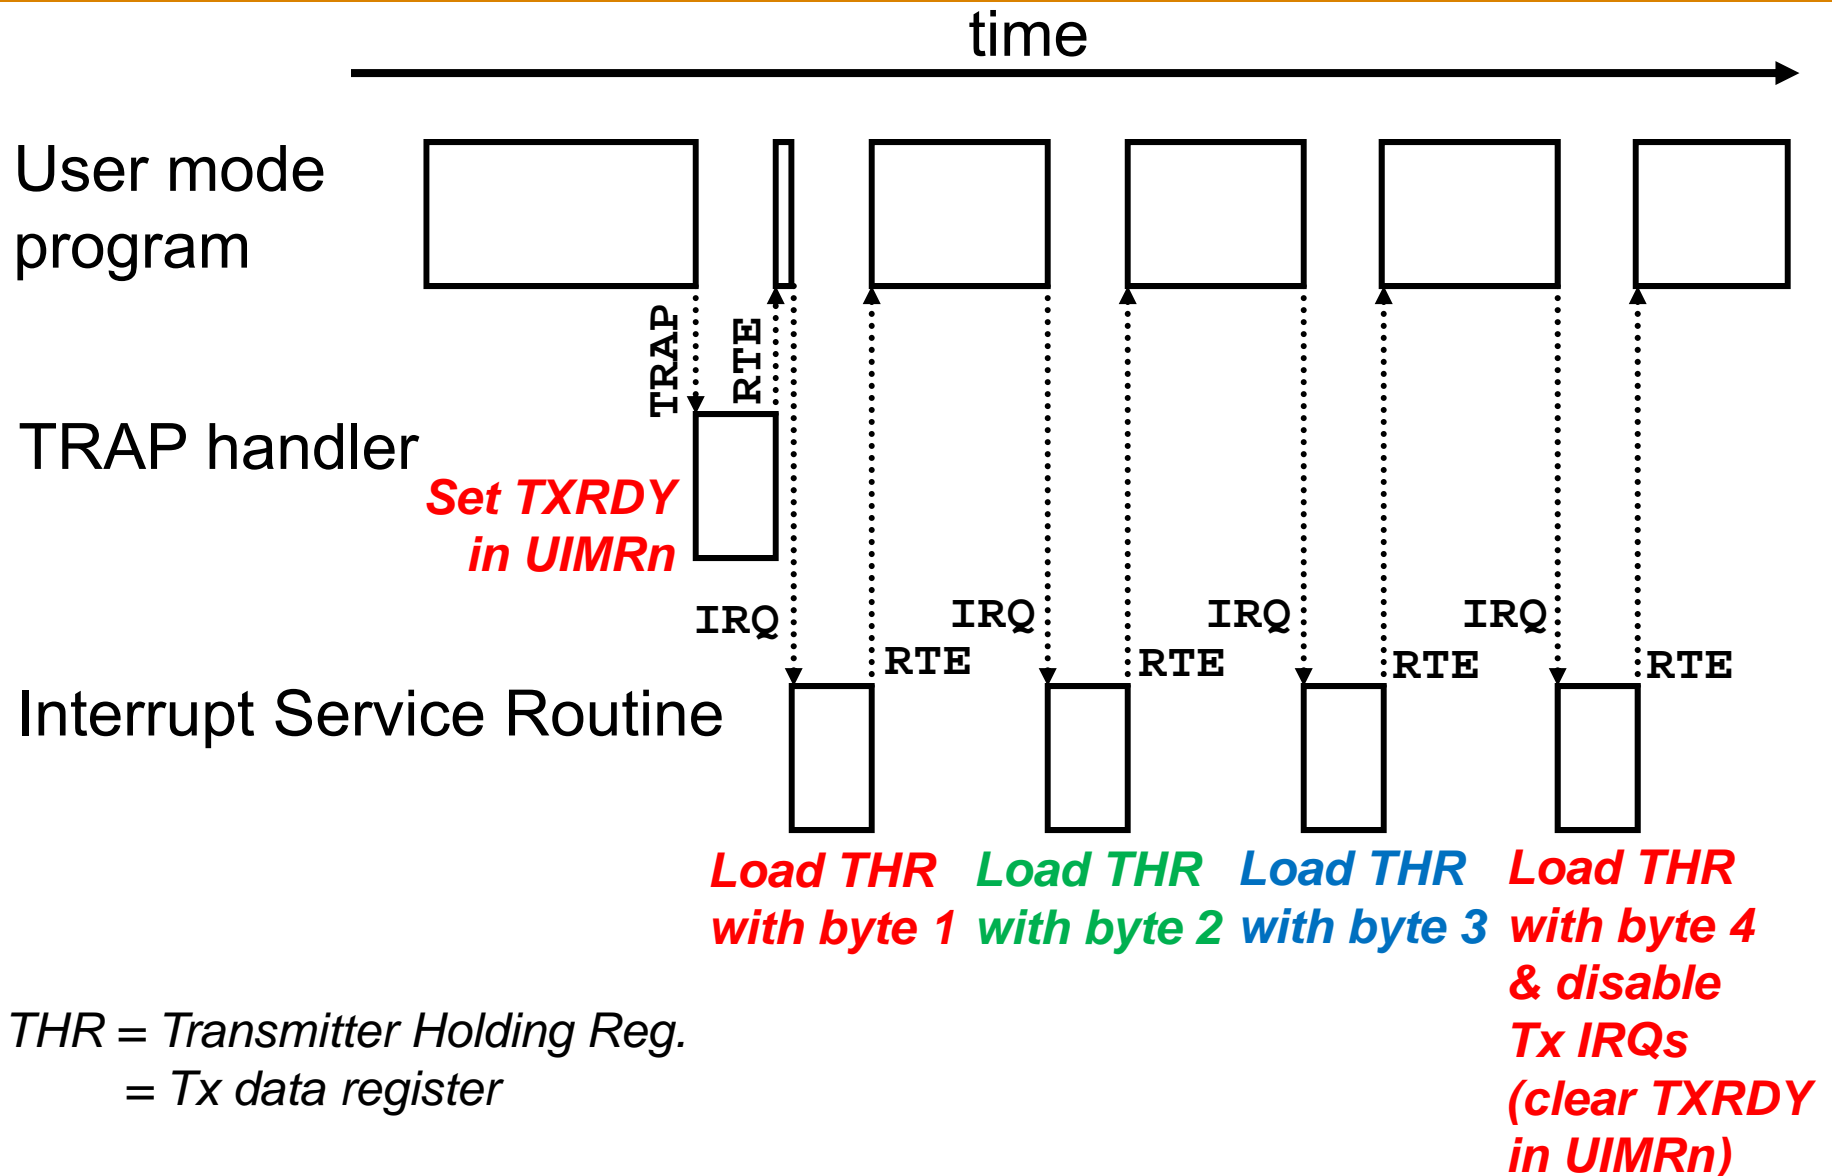 time
User mode
program
TRAP
RTE
TRAP handler
Set TXRDY
in UIMRn
IRQ
IRQ
IRQ
IRQ
RTE
RTE
RTE
RTE
Interrupt Service Routine
Load THR
with byte 1
Load THR
with byte 2
Load THR
with byte 3
Load THR
with byte 4
& disable
Tx IRQs
(clear TXRDY
in UIMRn)
THR = Transmitter Holding Reg.
= Tx data register